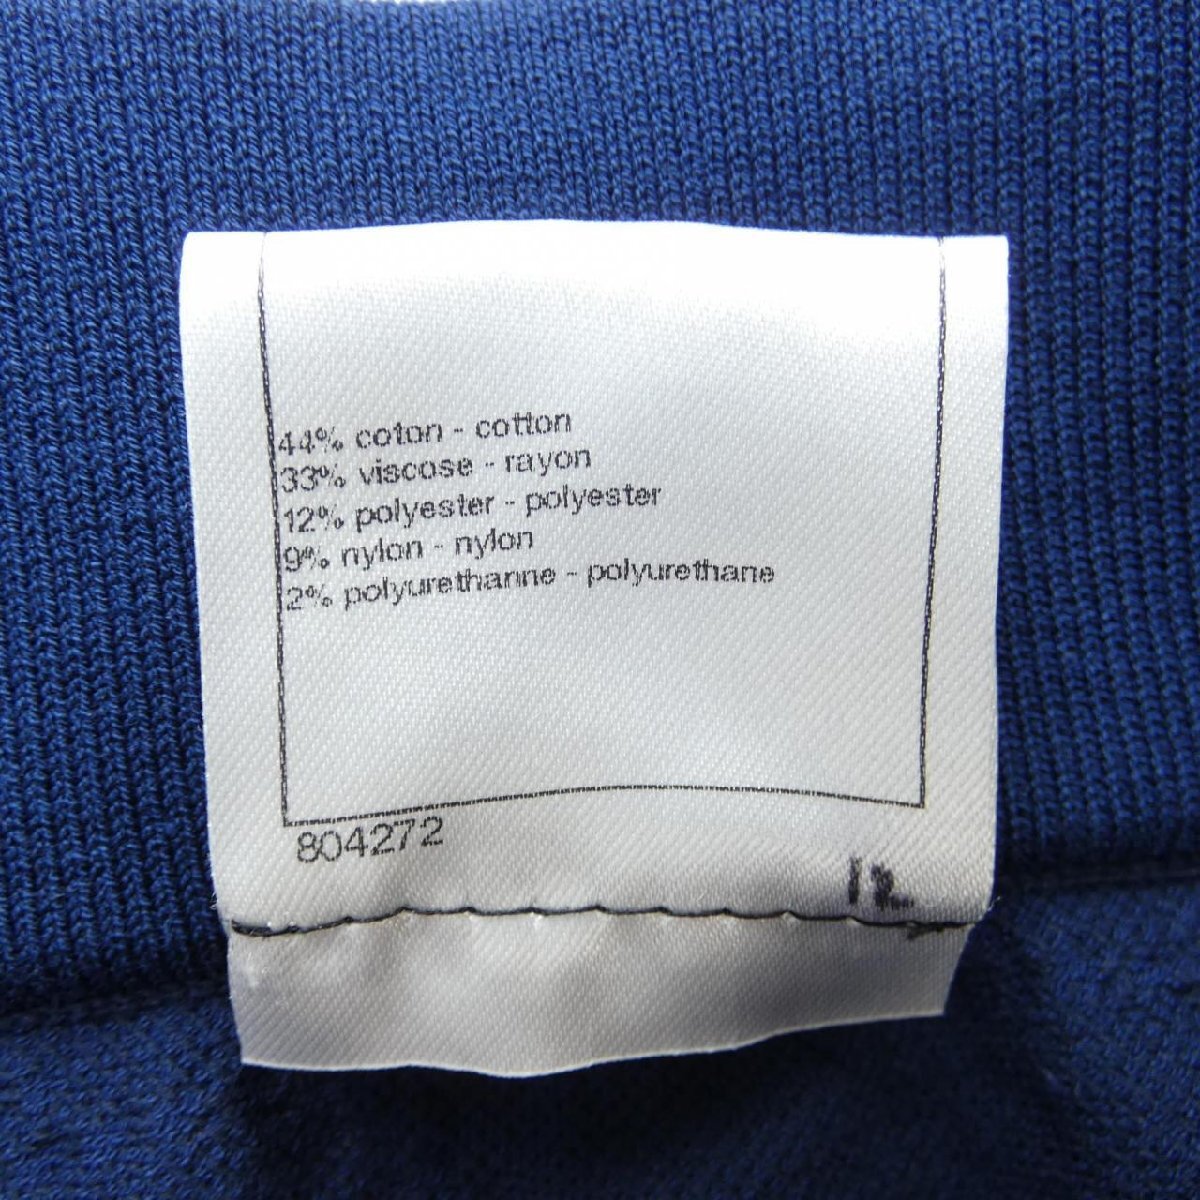 44% coton - cotton
33% viscose - rayon
12% polyester - polyester
9% nylon - nylon
2% polyurethanne - polyurethane
804272